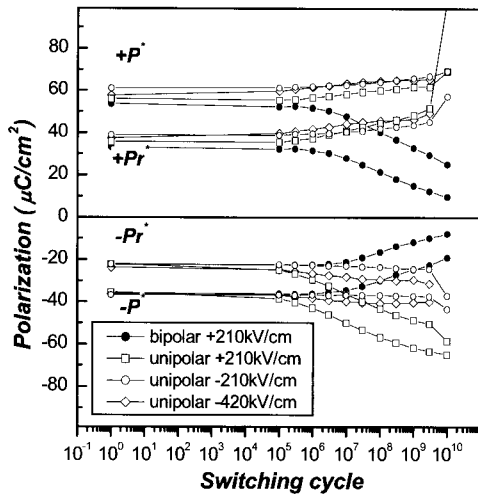 80
60
40
20
0
-20
-40
-60
-80
Polarization ( μC/cm²)
+P*
+Pr*
-Pr*
-P*
bipolar +210kV/cm
unipolar +210kV/cm
unipolar -210kV/cm
unipolar -420kV/cm
10⁻¹ 10⁰ 10¹ 10² 10³ 10⁴ 10⁵ 10⁶ 10⁷ 10⁸ 10⁹ 10¹⁰
Switching cycle